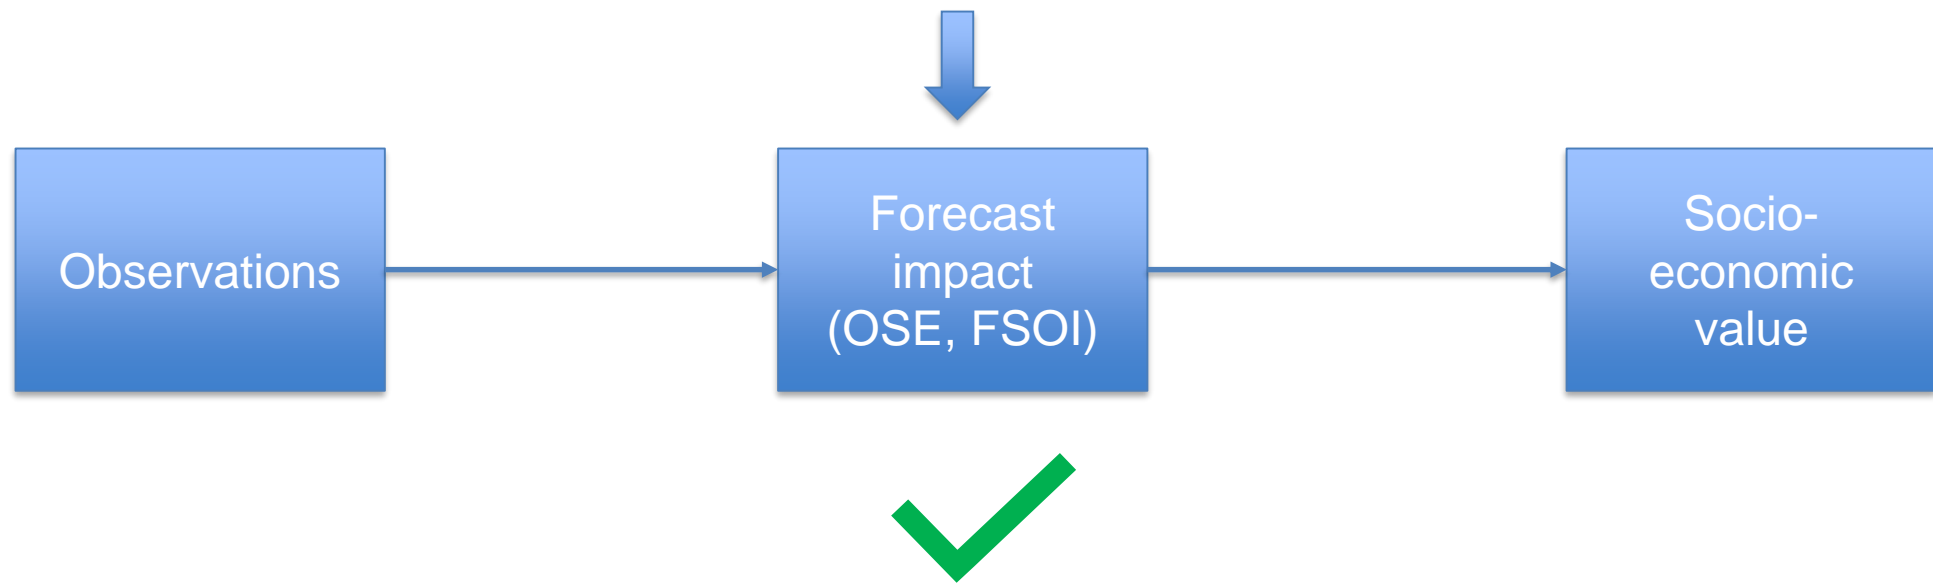 Observations
Forecast
impact
(OSE, FSOI)
Socio-
economic
value